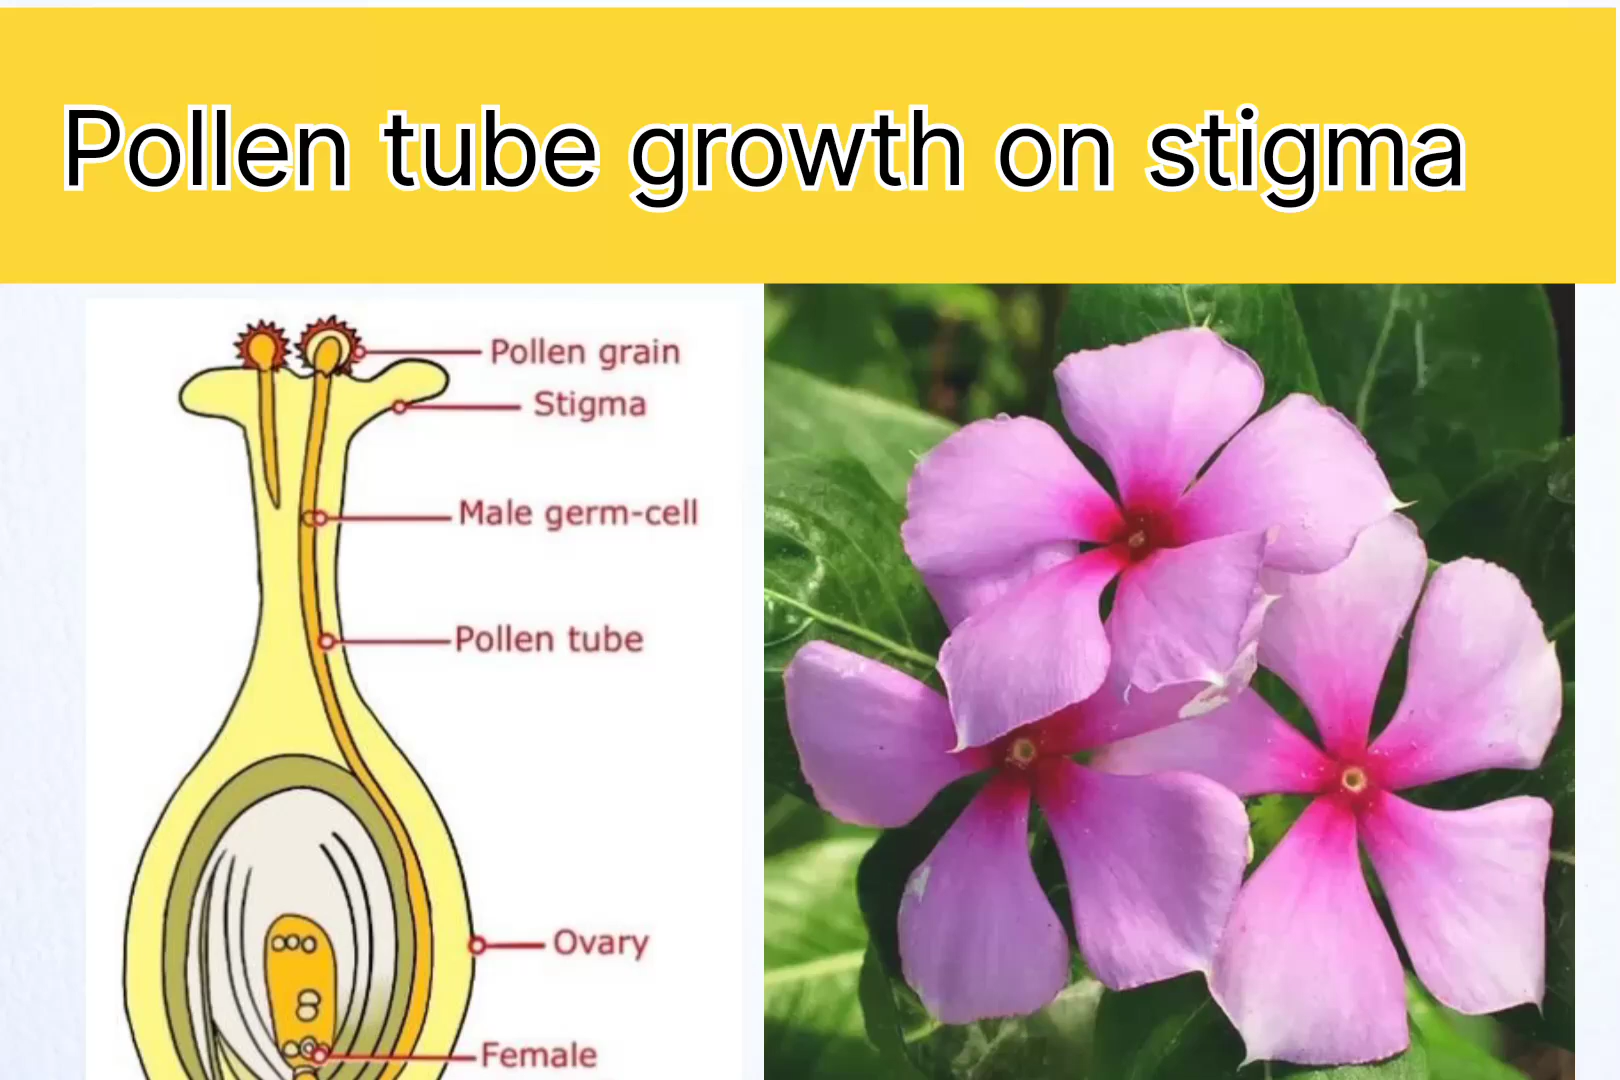 Pollen tube growth on stigma
Pollen grain
Stigma
Male germ-cell
Pollen tube
Ovary
Female